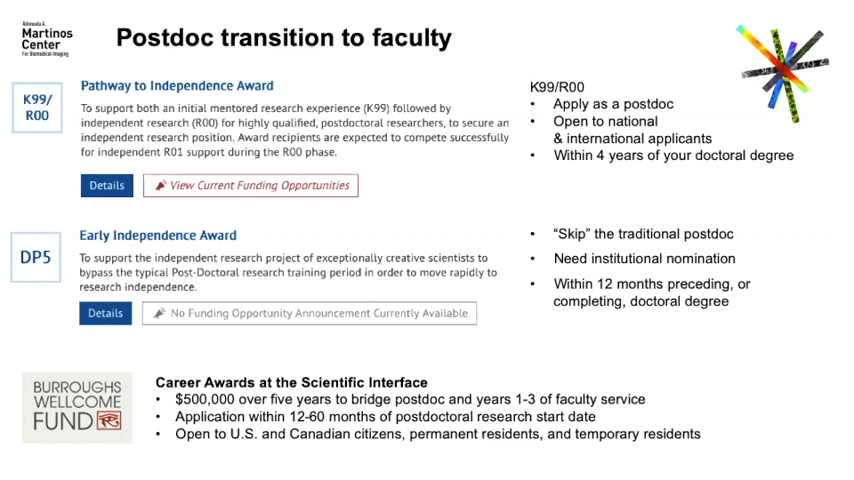 Athinoula A.
Martinos
Center
For Biomedical Imaging
Postdoc transition to faculty
K99/
R00
Pathway to Independence Award
To support both an initial mentored research experience (K99) followed by
independent research (R00) for highly qualified, postdoctoral researchers, to secure an
independent research position. Award recipients are expected to compete successfully
for independent R01 support during the R00 phase.
Details
View Current Funding Opportunities
K99/R00
• Apply as a postdoc
• Open to national
& international applicants
• Within 4 years of your doctoral degree
DP5
Early Independence Award
To support the independent research project of exceptionally creative scientists to
bypass the typical Post-Doctoral research training period in order to move rapidly to
research independence.
Details
No Funding Opportunity Announcement Currently Available
• “Skip” the traditional postdoc
• Need institutional nomination
• Within 12 months preceding, or
completing, doctoral degree
BURROUGHS
WELLCOME
FUND
Career Awards at the Scientific Interface
• $500,000 over five years to bridge postdoc and years 1-3 of faculty service
• Application within 12-60 months of postdoctoral research start date
• Open to U.S. and Canadian citizens, permanent residents, and temporary residents